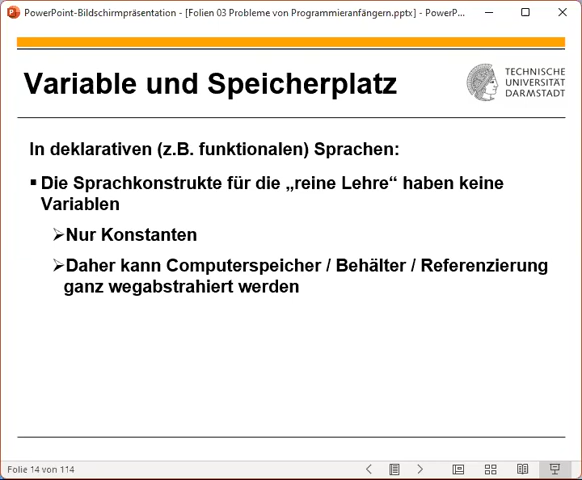 PowerPoint-Bildschirmpräsentation - [Folien 03 Probleme von Programmieranfängern.pptx] - PowerP...
Variable und Speicherplatz
TECHNISCHE
UNIVERSITÄT
DARMSTADT
In deklarativen (z.B. funktionalen) Sprachen:
▪ Die Sprachkonstrukte für die „reine Lehre“ haben keine
Variablen
➢Nur Konstanten
➢Daher kann Computerspeicher / Behälter / Referenzierung
ganz wegabstrahiert werden
Folie 14 von 114